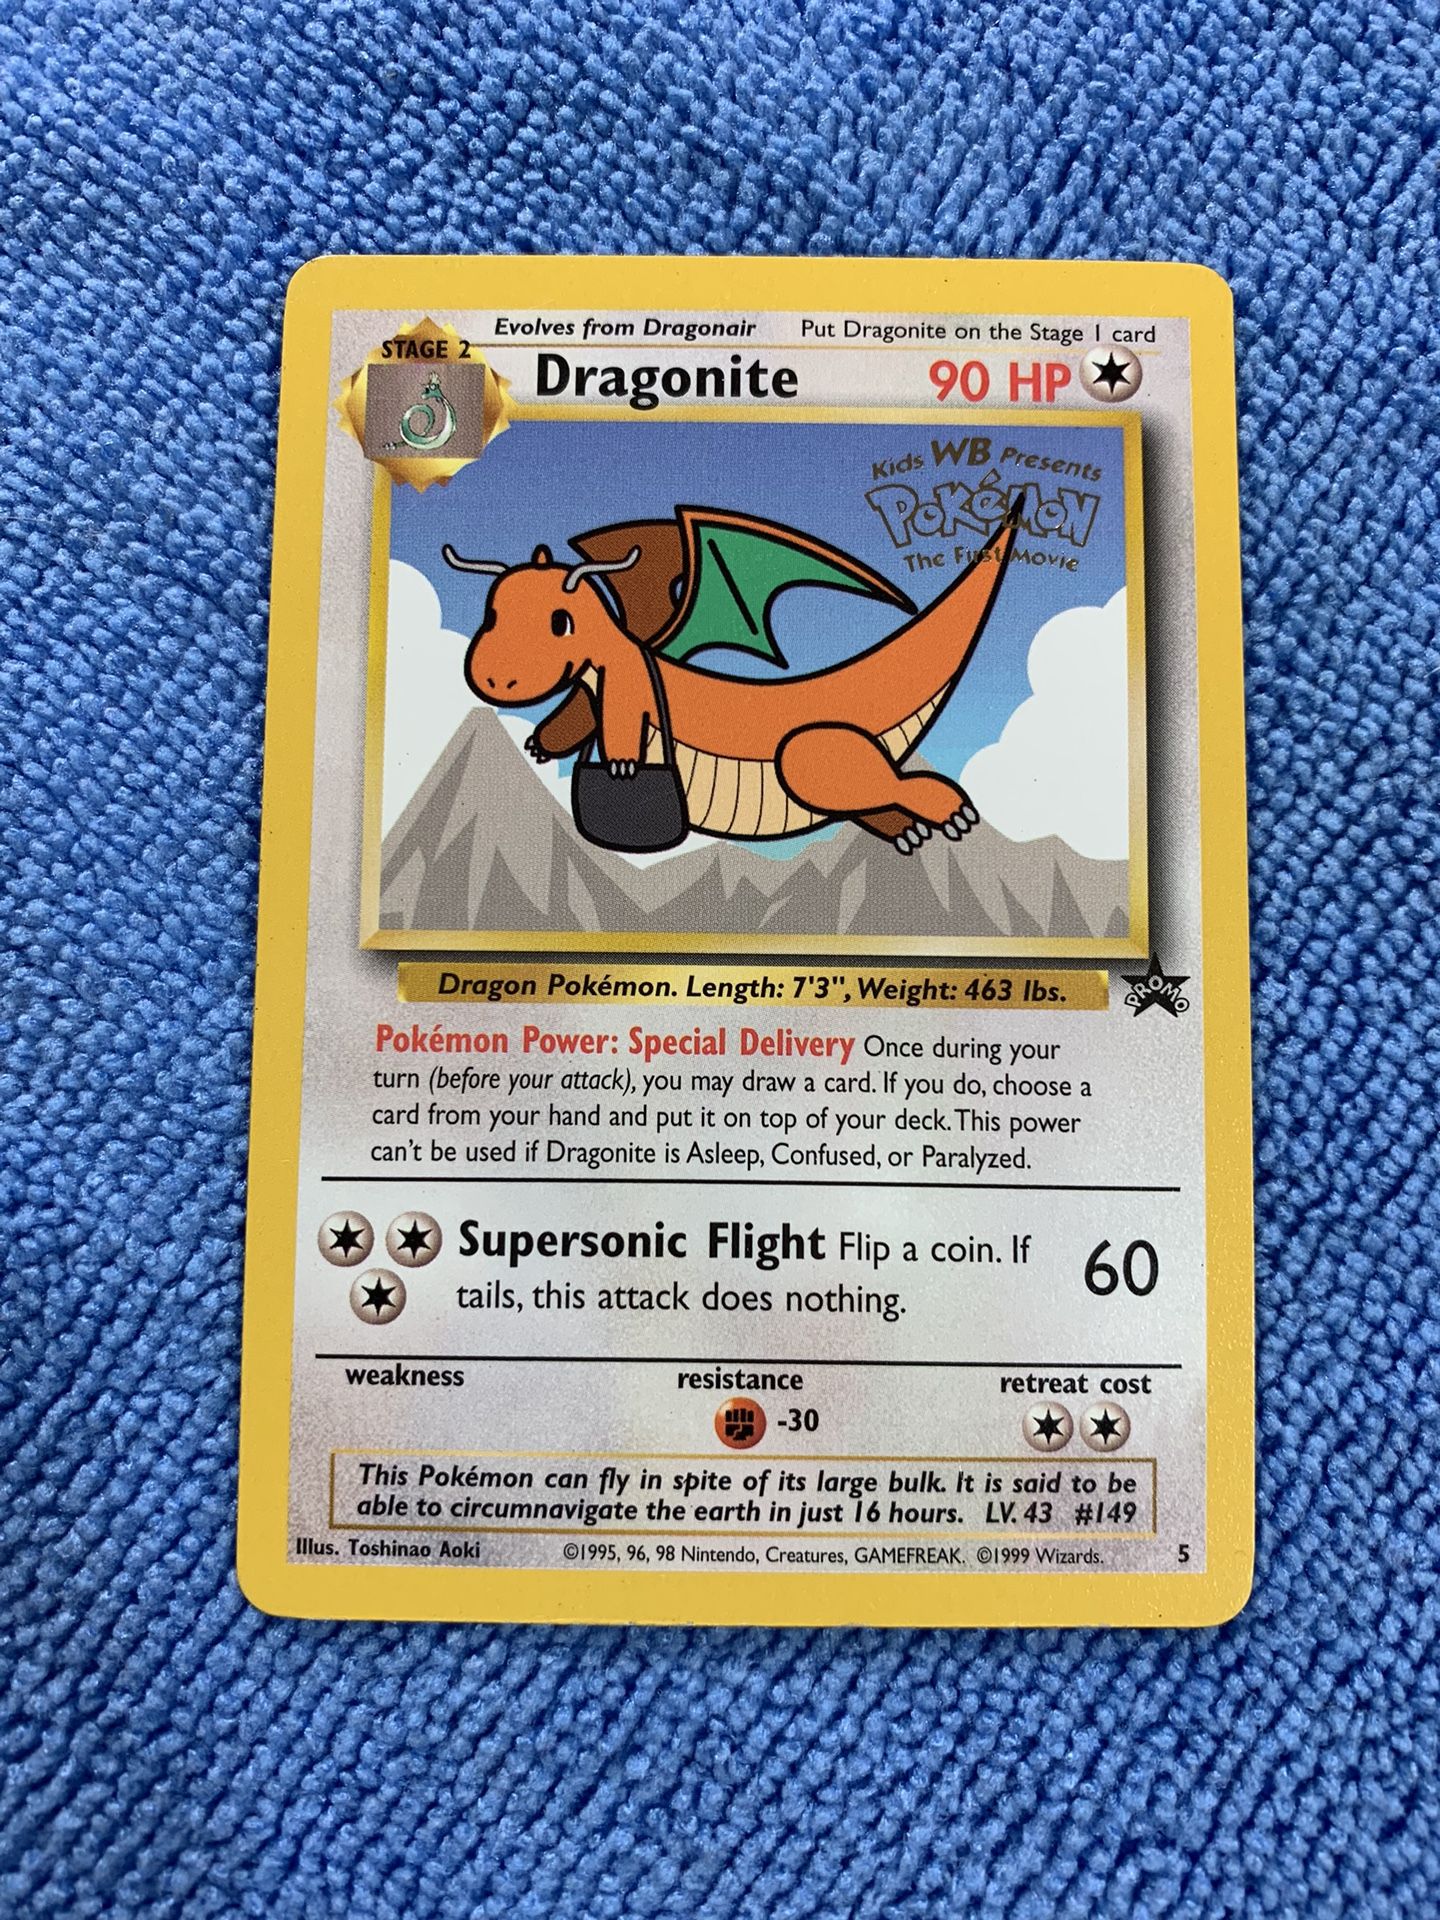 Evolves from Dragonair Put Dragonite on the Stage 1 card
STAGE 2
Dragonite 90 HP
Kids WB Presents
POKÉMON
The First Movie
Dragon Pokémon. Length: 7'3", Weight: 463 lbs.
PROMO
Pokémon Power: Special Delivery Once during your
turn (before your attack), you may draw a card. If you do, choose a
card from your hand and put it on top of your deck. This power
can't be used if Dragonite is Asleep, Confused, or Paralyzed.
Supersonic Flight Flip a coin. If
tails, this attack does nothing.
60
weakness resistance retreat cost
-30
This Pokémon can fly in spite of its large bulk. It is said to be
able to circumnavigate the earth in just 16 hours. LV. 43 #149
Illus. Toshinao Aoki ©1995, 96, 98 Nintendo, Creatures, GAMEFREAK. ©1999 Wizards. 5